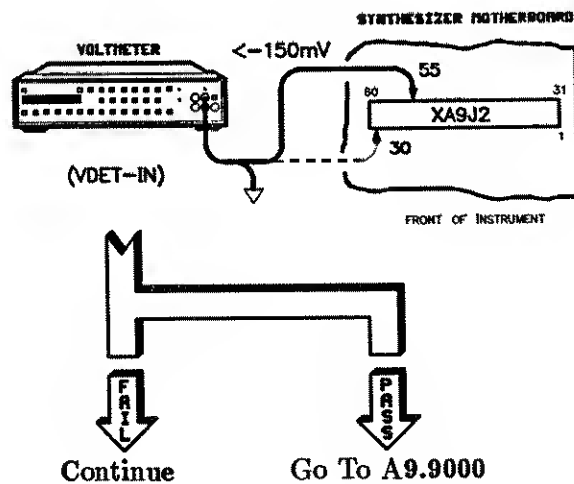 SYNTHESIZER MOTHERBOARD
VOLTMETER
<-150mV
55
60
31
XA9J2
1
30
(VDET-IN)
FRONT OF INSTRUMENT
FAIL
PASS
Continue
Go To A9.9000